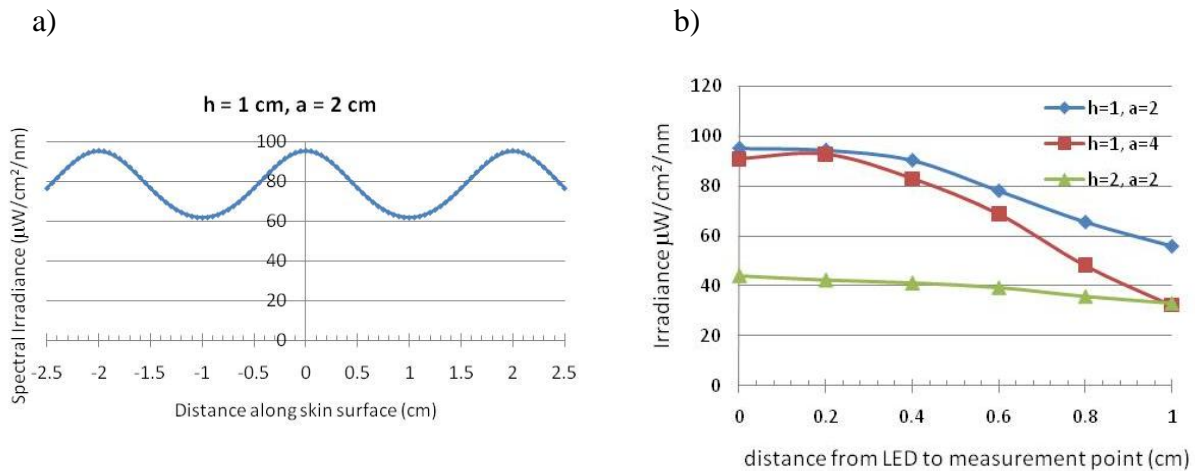 a)
h = 1 cm, a = 2 cm
Spectral Irradiance (µW/cm²/nm)
100
80
60
40
20
0
-2.5 -2 -1.5 -1 -0.5 0 0.5 1 1.5 2 2.5
Distance along skin surface (cm)
b)
Irradiance µW/cm²/nm
120
100
80
60
40
20
0
h=1, a=2
h=1, a=4
h=2, a=2
0 0.2 0.4 0.6 0.8 1
distance from LED to measurement point (cm)